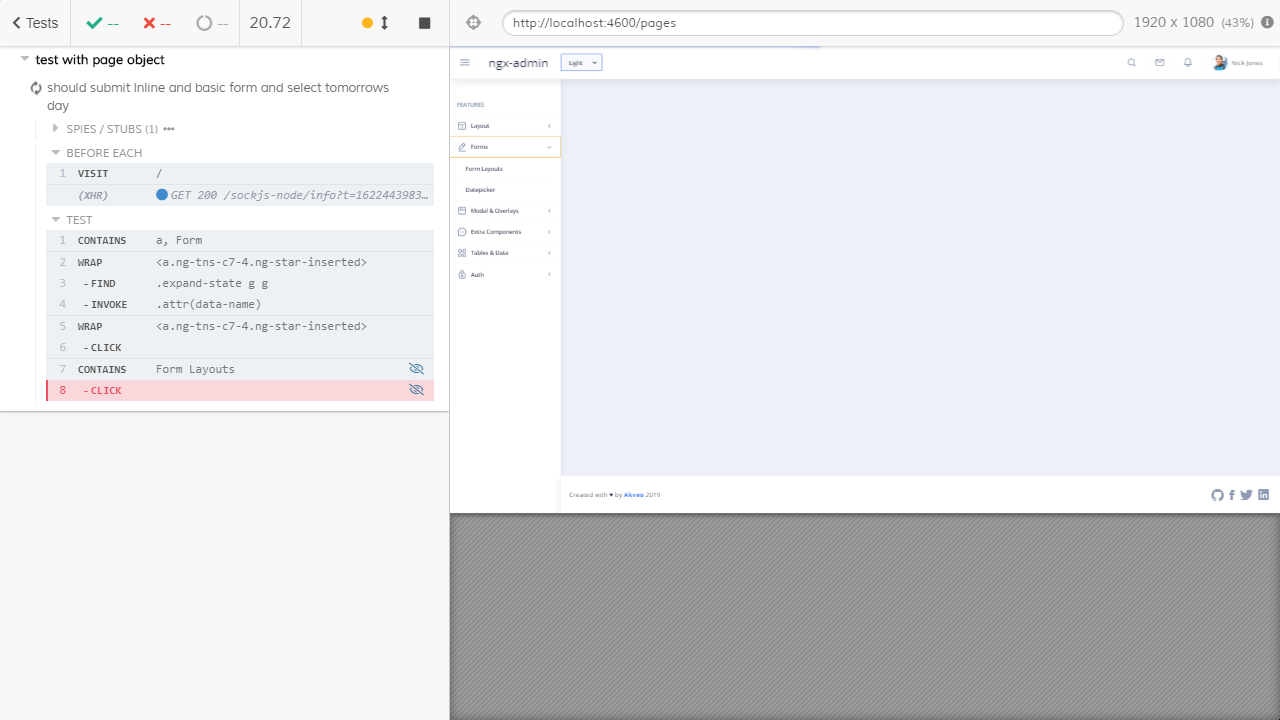 Tests
--
--
--
20.72
http://localhost:4600/pages
1920 x 1080 (43%)
test with page object
should submit Inline and basic form and select tomorrows
day
SPIES / STUBS (1)
BEFORE EACH
1 VISIT /
(XHR) GET 200 /sockjs-node/info?t=1622443983…
TEST
1 CONTAINS a, Form
2 WRAP <a.ng-tns-c7-4.ng-star-inserted>
3 -FIND .expand-state g g
4 -INVOKE .attr(data-name)
5 WRAP <a.ng-tns-c7-4.ng-star-inserted>
6 -CLICK
7 CONTAINS Form Layouts
8 -CLICK
ngx-admin
Light
Nick Jones
FEATURES
Layout
Forms
Form Layouts
Datepicker
Modal & Overlays
Extra Components
Tables & Data
Auth
Created with ♥ by Akveo 2019